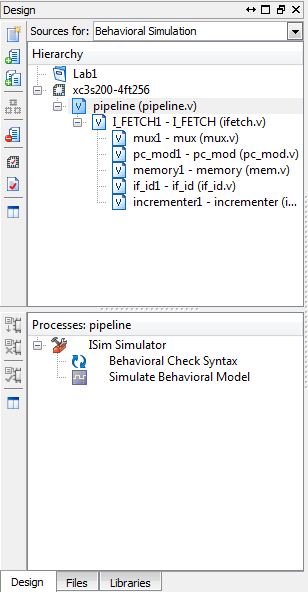 Design
Sources for: Behavioral Simulation
Hierarchy
Lab1
xc3s200-4ft256
pipeline (pipeline.v)
I_FETCH1 - I_FETCH (ifetch.v)
mux1 - mux (mux.v)
pc_mod1 - pc_mod (pc_mod.v)
memory1 - memory (mem.v)
if_id1 - if_id (if_id.v)
incrementer1 - incrementer (i...
Processes: pipeline
ISim Simulator
Behavioral Check Syntax
Simulate Behavioral Model
Design Files Libraries